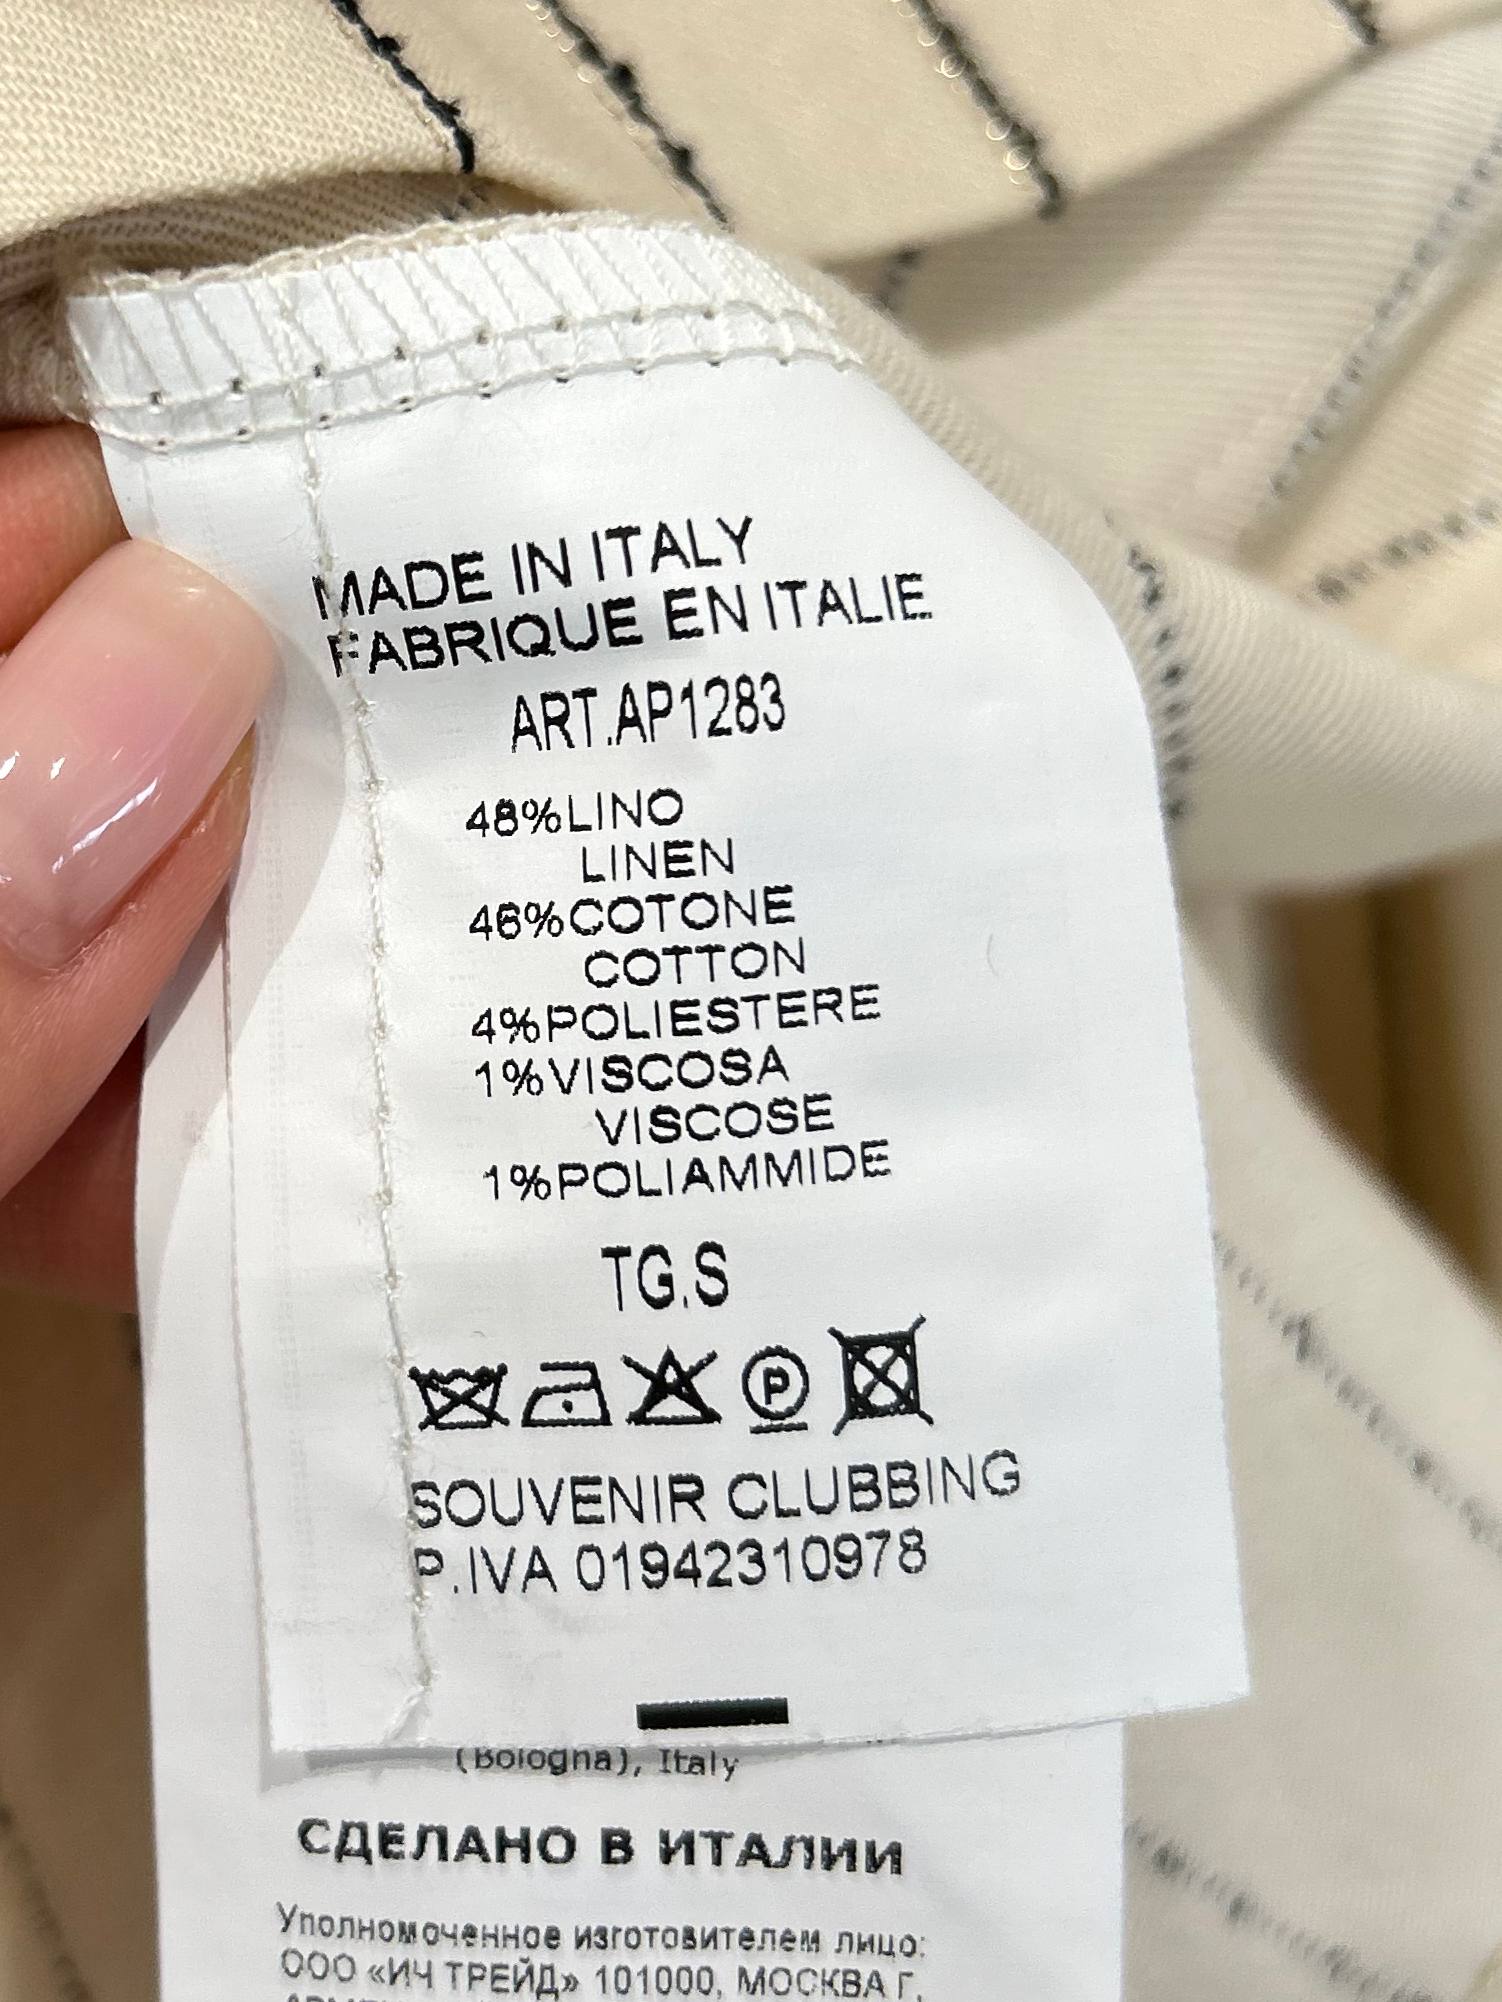 MADE IN ITALY
FABRIQUE EN ITALIE
ART.AP1283
48%LINO
LINEN
46%COTONE
COTTON
4%POLIESTERE
1%VISCOSA
VISCOSE
1%POLIAMMIDE
TG.S
P
SOUVENIR CLUBBING
P.IVA 01942310978
(Bologna), Italy
СДЕЛАНО В ИТАЛИИ
Уполномоченное изготовителем лицо:
ООО «ИЧ ТРЕЙД» 101000, МОСКВА Г,